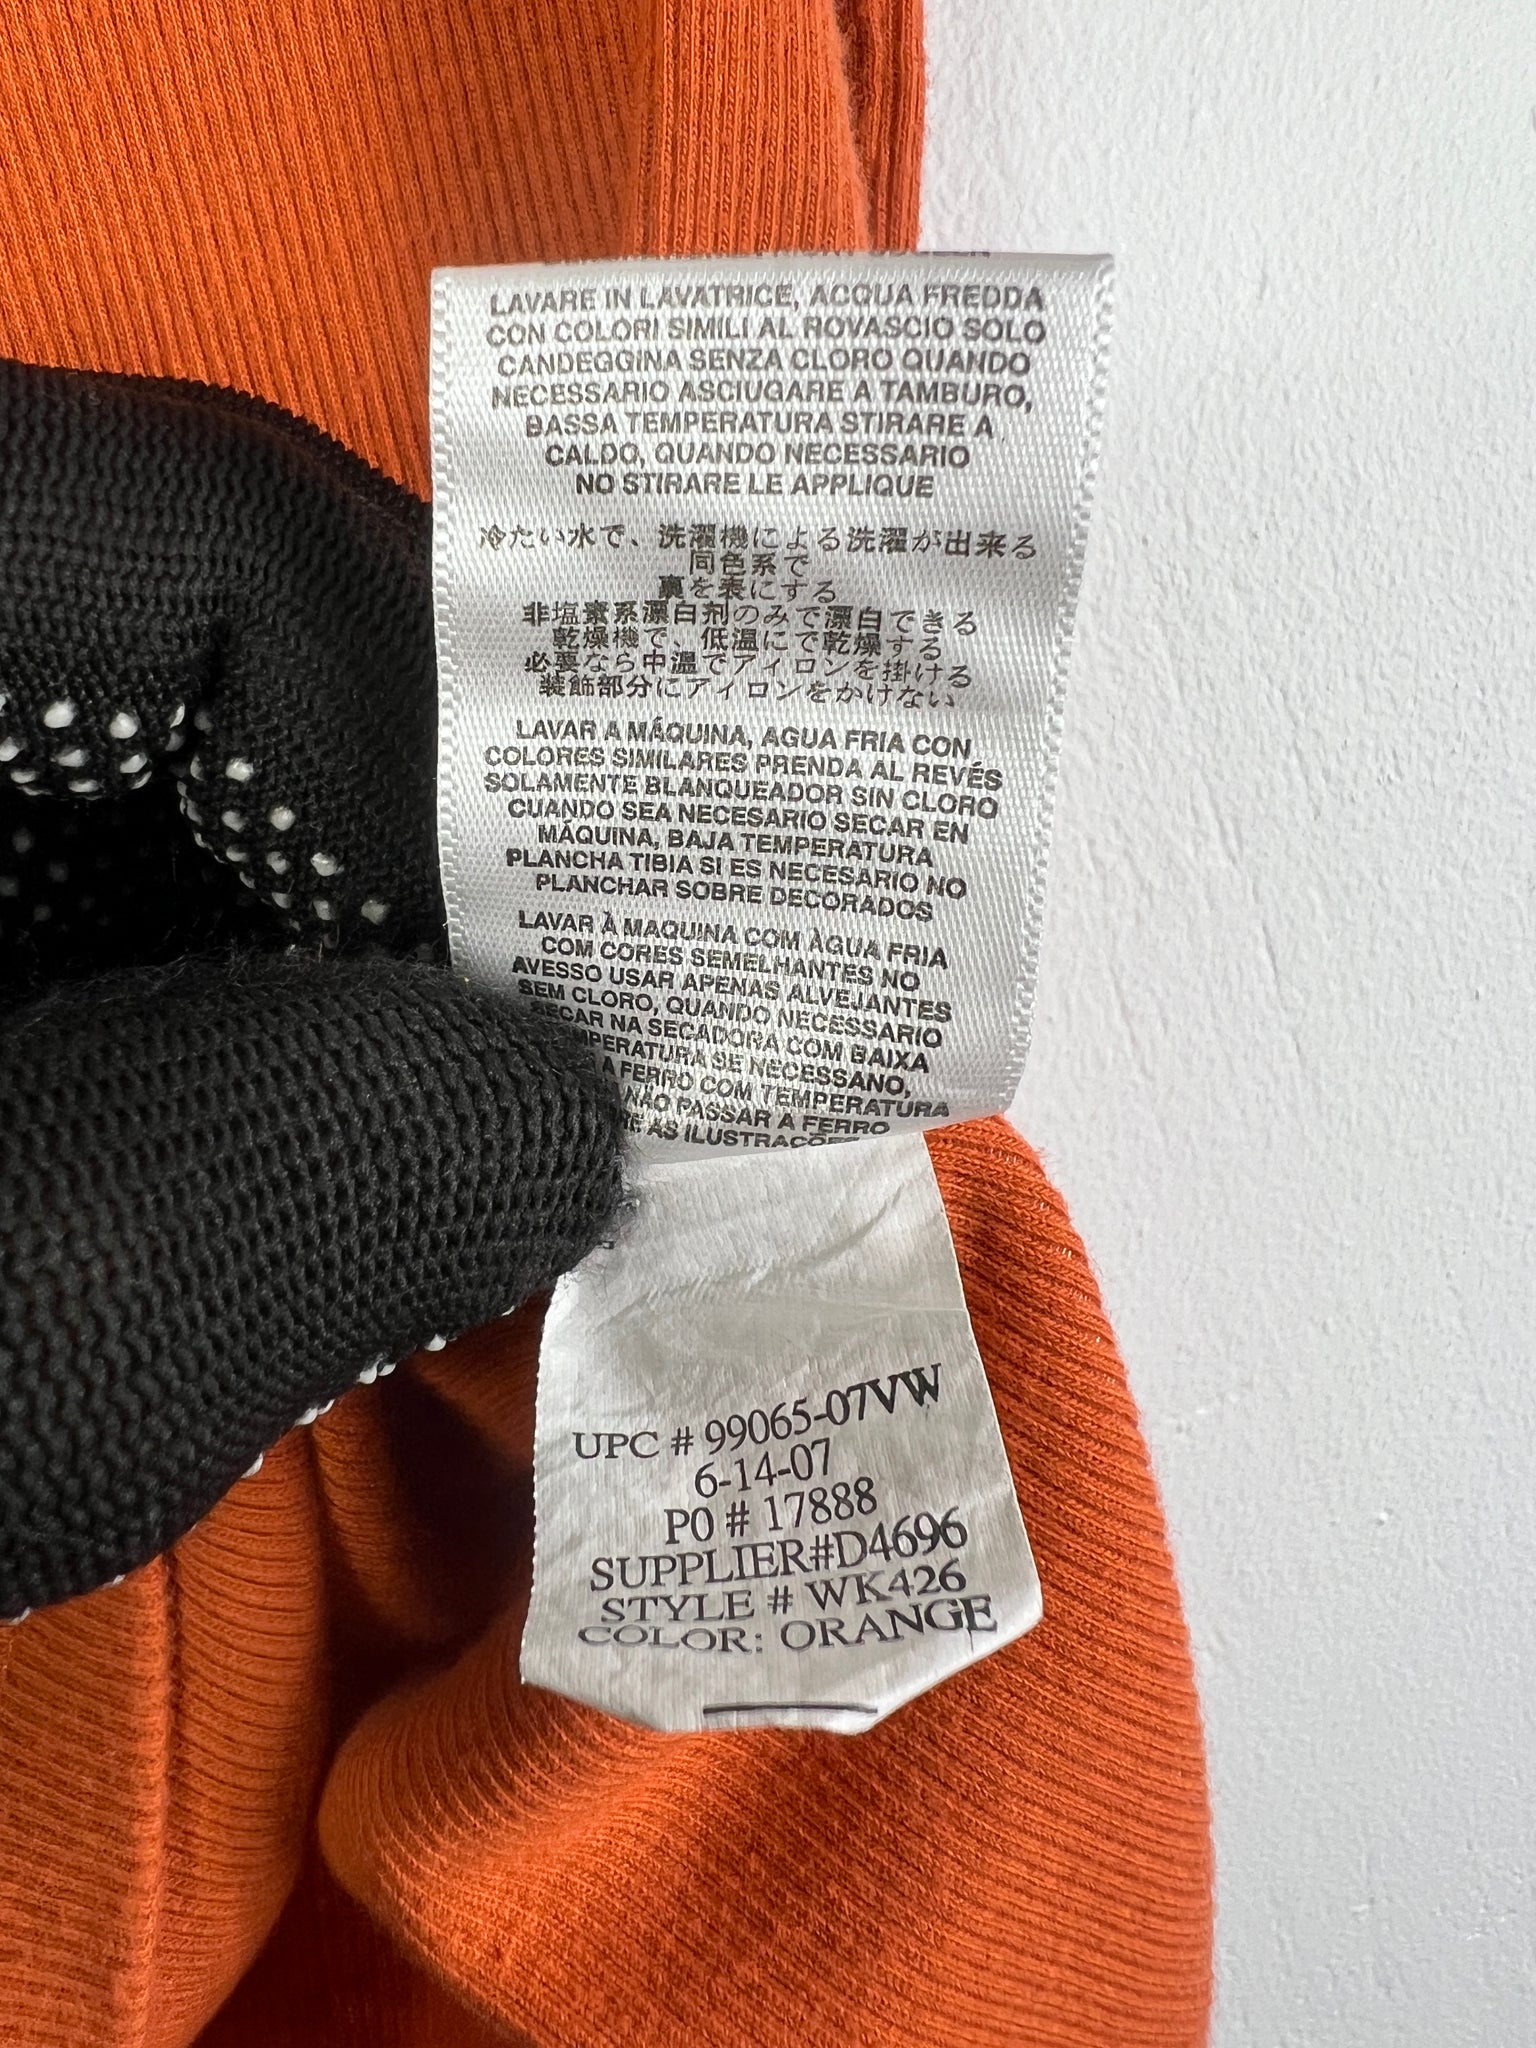 LAVARE IN LAVATRICE, ACQUA FREDDA
CON COLORI SIMILI AL ROVASCIO SOLO
CANDEGGINA SENZA CLORO QUANDO
NECESSARIO ASCIUGARE A TAMBURO,
BASSA TEMPERATURA STIRARE A
CALDO, QUANDO NECESSARIO
NO STIRARE LE APPLIQUE
冷たい水で、洗濯機による洗濯が出来る
同色系で
裏を表にする
非塩素系漂白剤のみで漂白できる
乾燥機で、低温にで乾燥する
必要なら中温でアイロンを掛ける
装飾部分にアイロンをかけない
LAVAR A MÁQUINA, AGUA FRIA CON
COLORES SIMILARES PRENDA AL REVÉS
SOLAMENTE BLANQUEADOR SIN CLORO
CUANDO SEA NECESARIO SECAR EN
MÁQUINA, BAJA TEMPERATURA
PLANCHA TIBIA SI ES NECESARIO NO
PLANCHAR SOBRE DECORADOS
LAVAR À MAQUINA COM ÀGUA FRIA
COM CORES SEMELHANTES NO
AVESSO USAR APENAS ALVEJANTES
SEM CLORO, QUANDO NECESSARIO
SECAR NA SECADORA COM BAIXA
MPERATURA SE NECESSANO,
A FERRO COM TEMPERATURA
NÃO PASSAR A FERRO
RE AS ILUSTRAÇÕES
UPC # 99065-07VW
6-14-07
PO # 17888
SUPPLIER#D4696
STYLE # WK426
COLOR: ORANGE